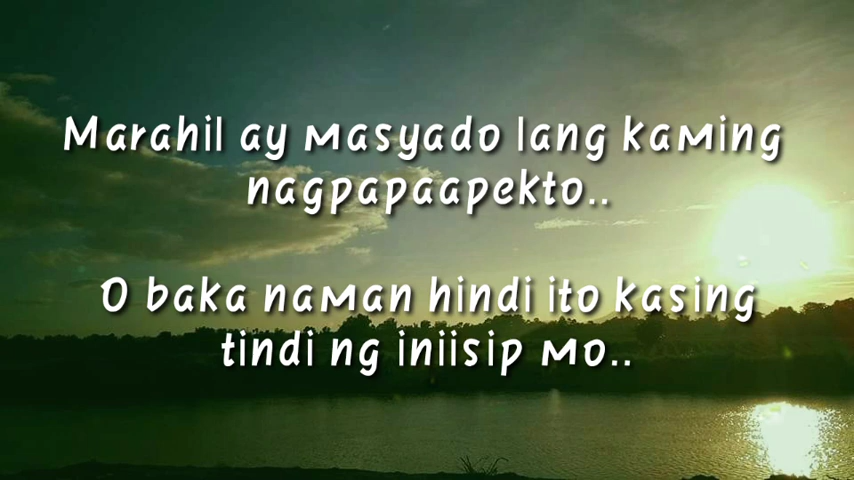 Marahil ay masyado lang kaming
nagpapaapekto..
O baka naman hindi ito kasing
tindi ng iniisip mo..